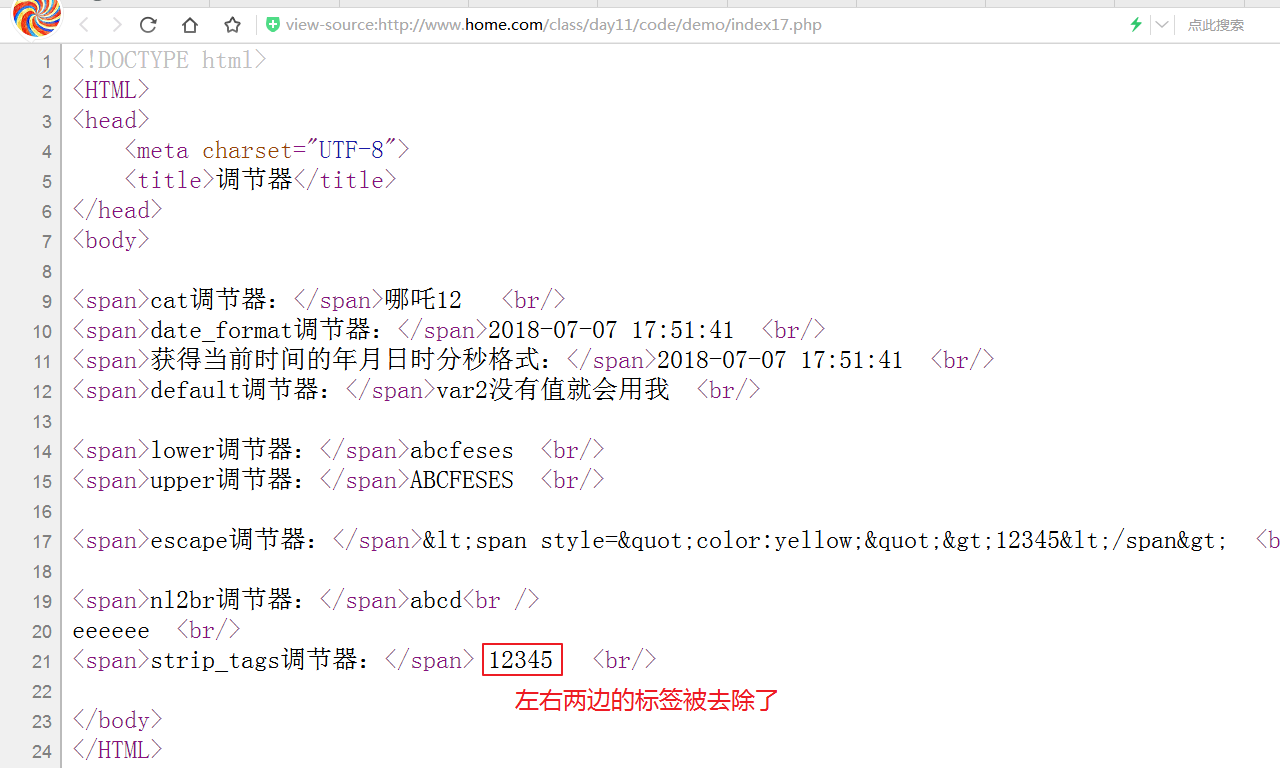 view-source:http://www.home.com/class/day11/code/demo/index17.php 点此搜索
1 <!DOCTYPE html>
2 <HTML>
3 <head>
4 <meta charset="UTF-8">
5 <title>调节器</title>
6 </head>
7 <body>
8
9 <span>cat调节器：</span>哪吒12 <br/>
10 <span>date_format调节器：</span>2018-07-07 17:51:41 <br/>
11 <span>获得当前时间的年月日时分秒格式：</span>2018-07-07 17:51:41 <br/>
12 <span>default调节器：</span>var2没有值就会用我 <br/>
13
14 <span>lower调节器：</span>abcfeses <br/>
15 <span>upper调节器：</span>ABCFESES <br/>
16
17 <span>escape调节器：</span>&lt;span style=&quot;color:yellow;&quot;&gt;12345&lt;/span&gt; <b
18
19 <span>nl2br调节器：</span>abcd<br />
20 eeeeee <br/>
21 <span>strip_tags调节器：</span> 12345 <br/>
22
左右两边的标签被去除了
23 </body>
24 </HTML>